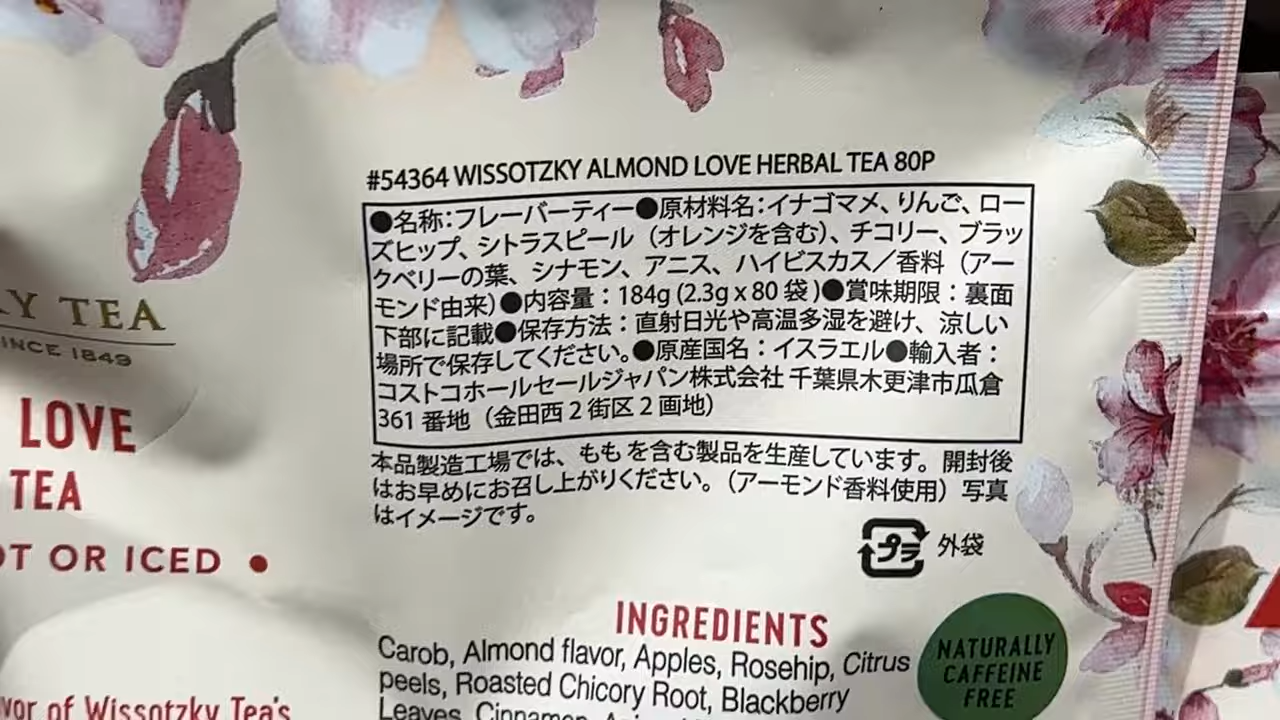 #54364 WISSOTZKY ALMOND LOVE HERBAL TEA 80P
●名称：フレーバーティー●原材料名：イナゴマメ、りんご、ロー
ズヒップ、シトラスピール（オレンジを含む）、チコリー、ブラッ
クベリーの葉、シナモン、アニス、ハイビスカス／香料（アー
モンド由来）●内容量：184g (2.3g x 80 袋 )●賞味期限：裏面
下部に記載●保存方法：直射日光や高温多湿を避け、涼しい
場所で保存してください。●原産国名：イスラエル●輸入者：
コストコホールセールジャパン株式会社 千葉県木更津市瓜倉
361 番地（金田西 2 街区 2 画地）
本品製造工場では、もも を含む製品を生産しています。開封後
はお早めにお召し上がりください。（アーモンド香料使用）写真
はイメージです。
プラ 外袋
Y TEA
SINCE 1849
LOVE
TEA
OT OR ICED •
vor of Wissotzky Tea's
INGREDIENTS
Carob, Almond flavor, Apples, Rosehip, Citrus
peels, Roasted Chicory Root, Blackberry
Leaves, Cinnamon,
NATURALLY
CAFFEINE
FREE